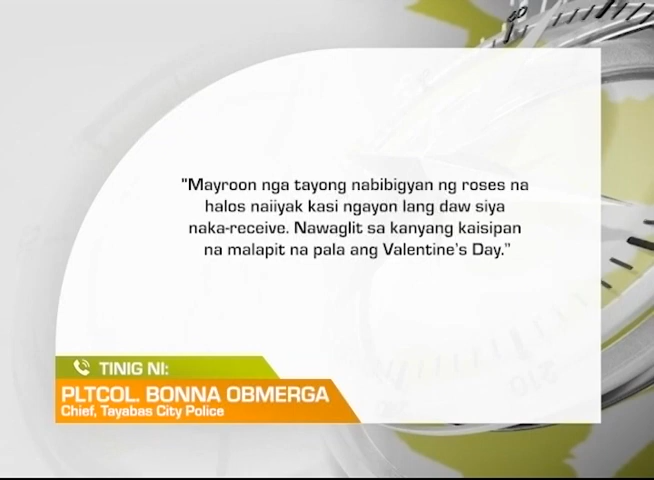 "Mayroon nga tayong nabibigyan ng roses na
halos naiiyak kasi ngayon lang daw siya
naka-receive. Nawaglit sa kanyang kaisipan
na malapit na pala ang Valentine's Day."
TINIG NI:
PLTCOL. BONNA OBMERGA
Chief, Tayabas City Police
210